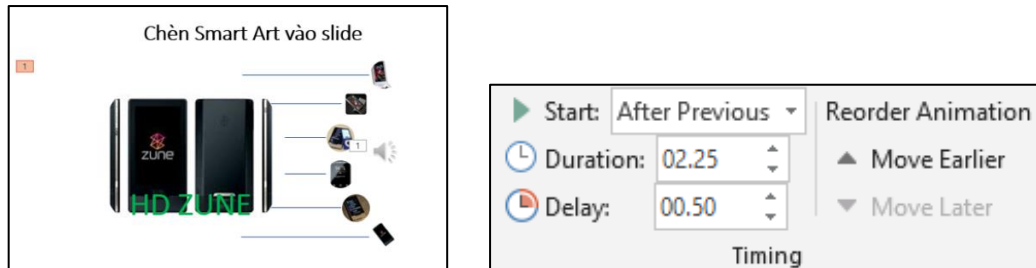 Chèn Smart Art vào slide
1
zune
1
HD ZUNE
Start: After Previous
Reorder Animation
Duration: 02.25
Move Earlier
Delay: 00.50
Move Later
Timing